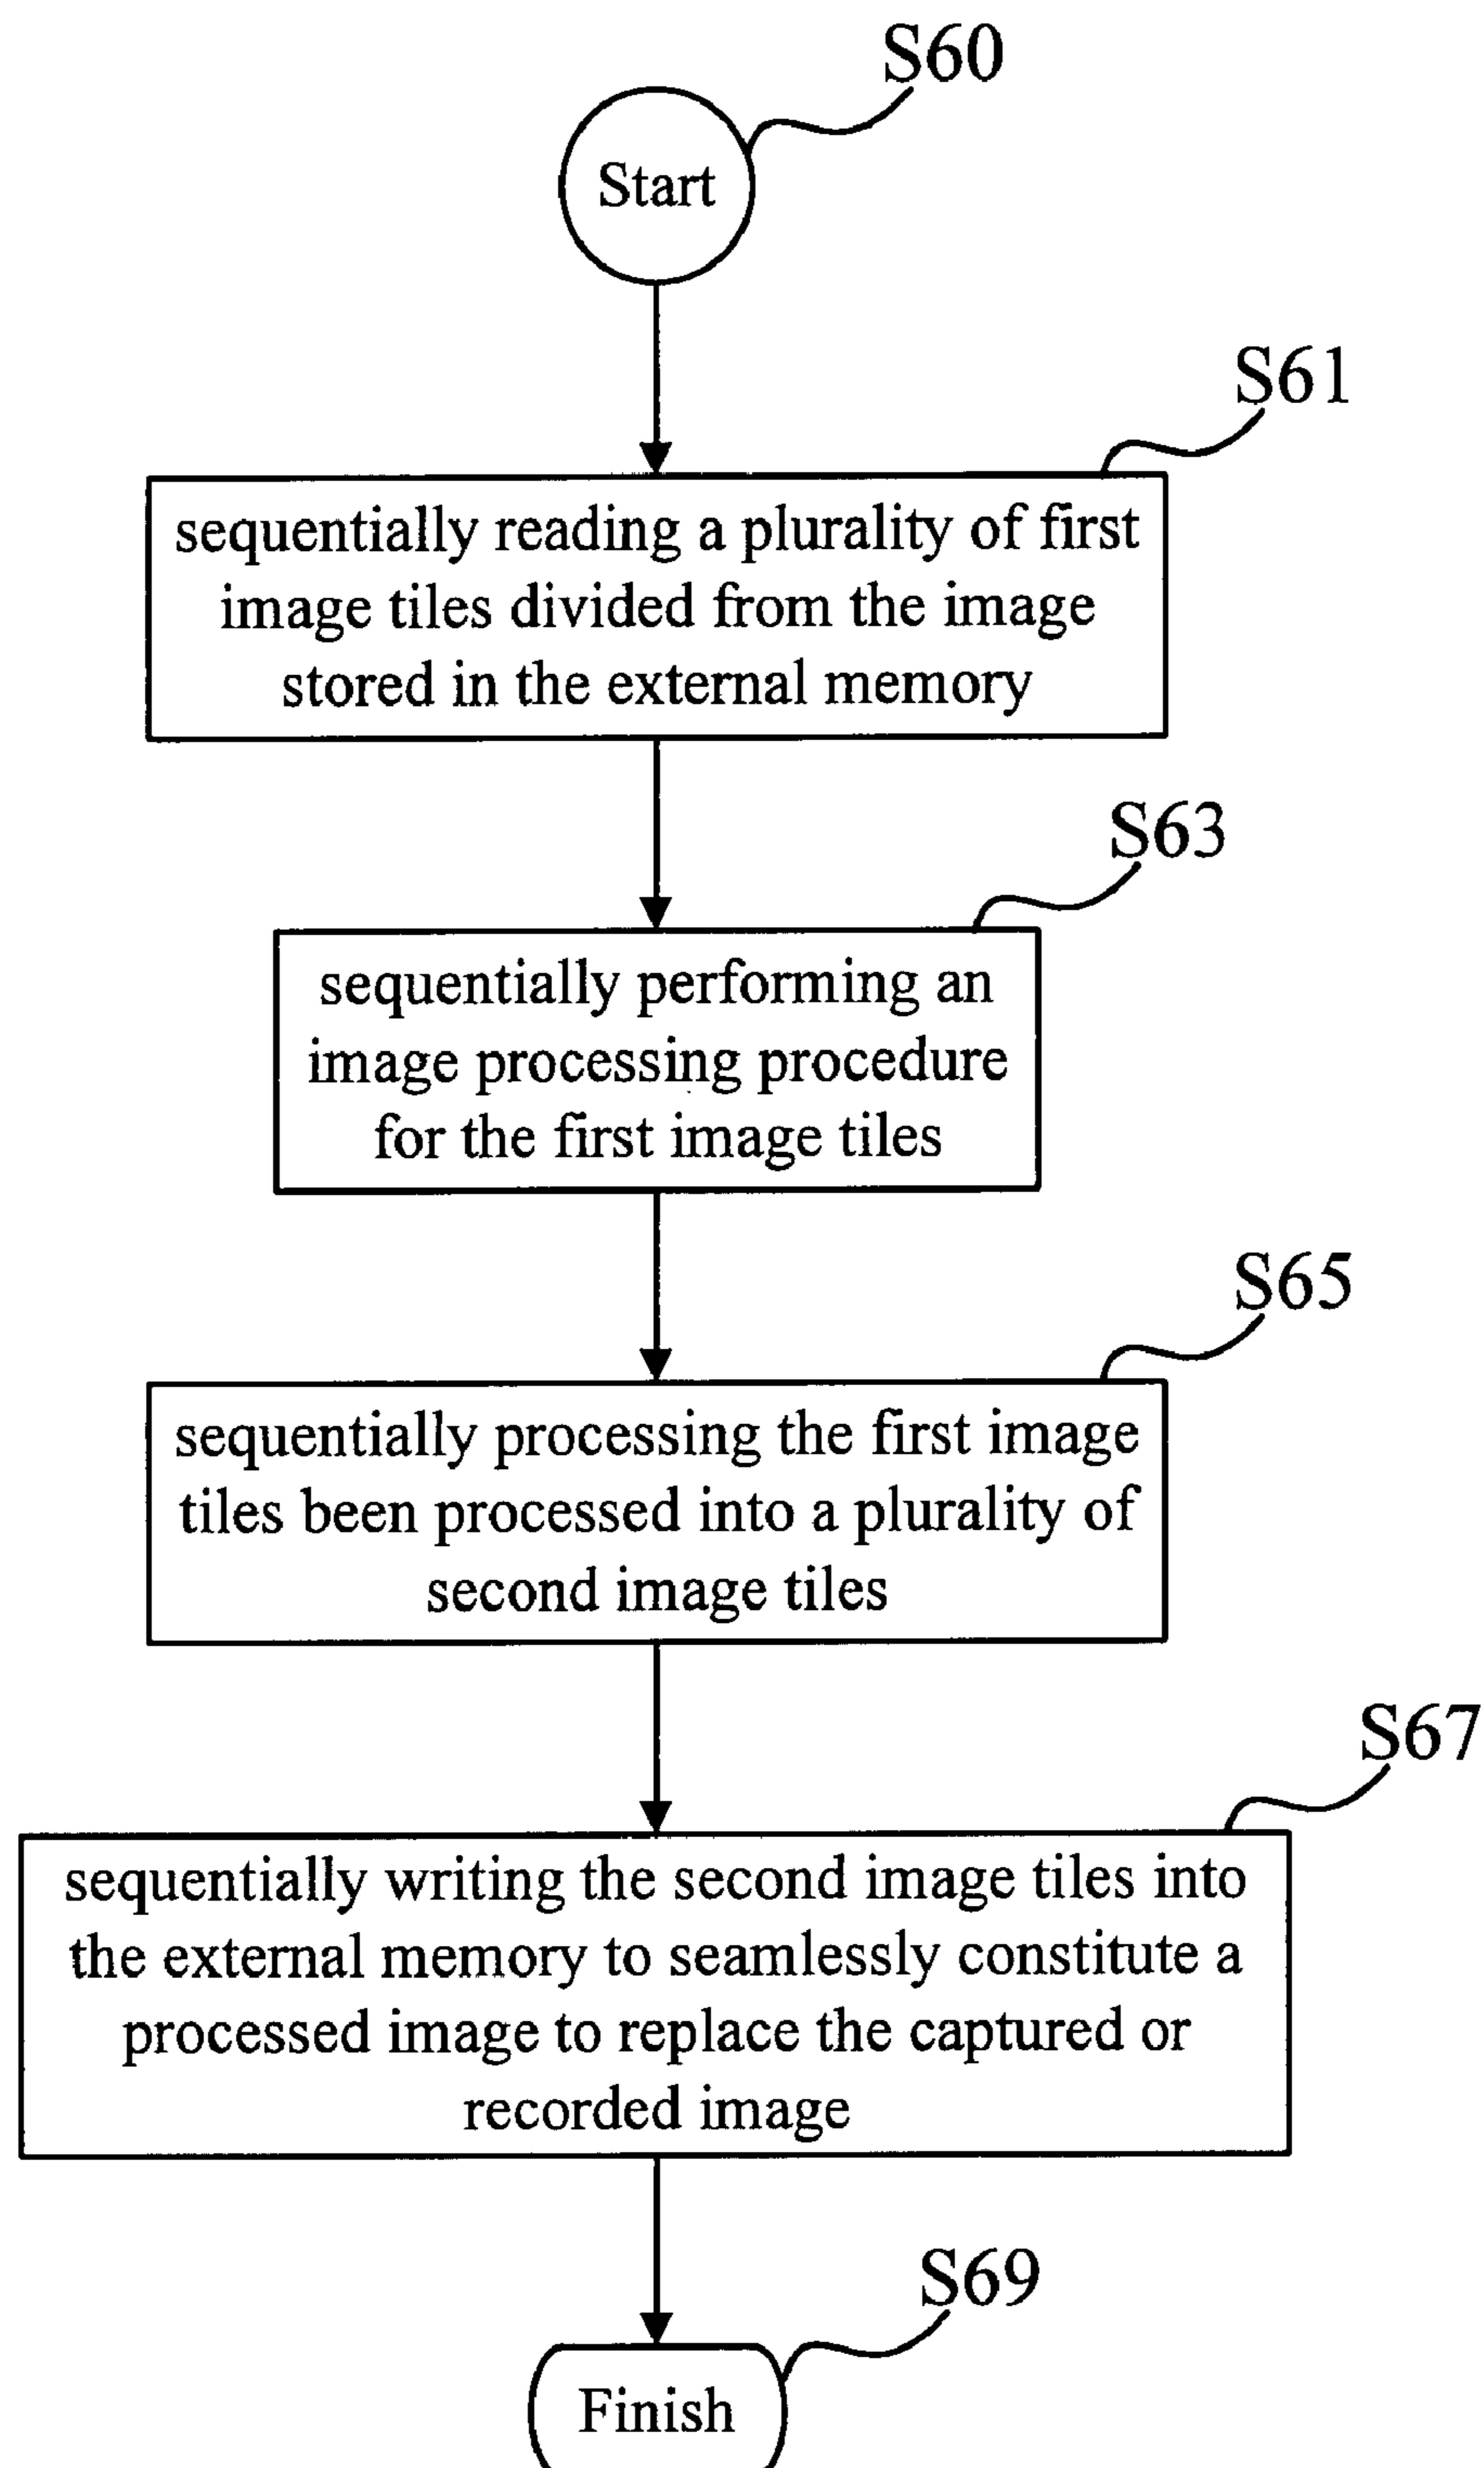 S60
Start
S61
sequentially reading a plurality of first
image tiles divided from the image
stored in the external memory
S63
sequentially performing an
image processing procedure
for the first image tiles
S65
sequentially processing the first image
tiles been processed into a plurality of
second image tiles
S67
sequentially writing the second image tiles into
the external memory to seamlessly constitute a
processed image to replace the captured or
recorded image
S69
Finish